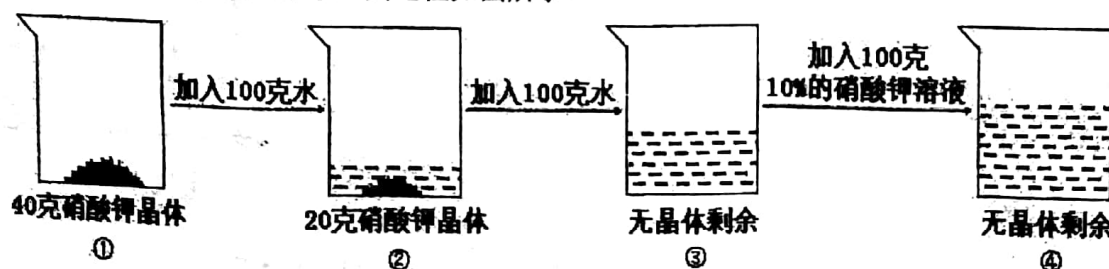 加入100克水
加入100克水
加入100克
10%的硝酸钾溶液
40克硝酸钾晶体
20克硝酸钾晶体
无晶体剩余
无晶体剩余
①
②
③
④